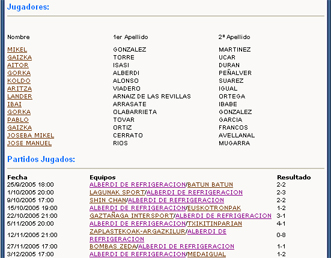 Jugadores:
Nombre 1er Apellido 2º Apellido
MIKEL GONZALEZ MARTINEZ
GAIZKA TORRE UCAR
AITOR ISASI DURAN
GORKA ALBERDI PEÑALVER
KOLDO ALONSO SUAREZ
ARITZA VIADERO IGUAL
LANDER ARNAIZ DE LAS REVILLAS ORTEGA
IBAI ARRASATE IBABE
GORKA OLABARRIETA GONZALEZ
PABLO TOVAR GARCIA
GAIZKA ORTIZ FRANCOS
JOSEBA MIKEL CERRATO AVELLANAL
JOSE MANUEL RIOS MUGARRA
Partidos Jugados:
Fecha Equipos Resultado
25/9/2005 18:00 ALBERDI DE REFRIGERACION/BATUN BATUN 2-2
1/10/2005 20:00 LAGUNAK SPORT/ALBERDI DE REFRIGERACION 2-3
9/10/2005 17:00 SHIN CHAN/ALBERDI DE REFRIGERACION 2-2
15/10/2005 19:00 ALBERDI DE REFRIGERACION/EUSKOTRONPAK 1-2
22/10/2005 21:00 GAZTAÑAGA INTERSPORT/ALBERDI DE REFRIGERACION 3-1
5/11/2005 20:00 ALBERDI DE REFRIGERACION/TXIKITINPARIAN 4-1
12/11/2005 21:00 ZAPLASTEKOAK-ARGAZKILUR/ALBERDI DE REFRIGERACION 0-8
27/11/2005 17:00 BOMBAS ZEDA/ALBERDI DE REFRIGERACION 1-1
3/12/2005 17:00 ALBERDI DE REFRIGERACION/MEDAIGUAL 1-2